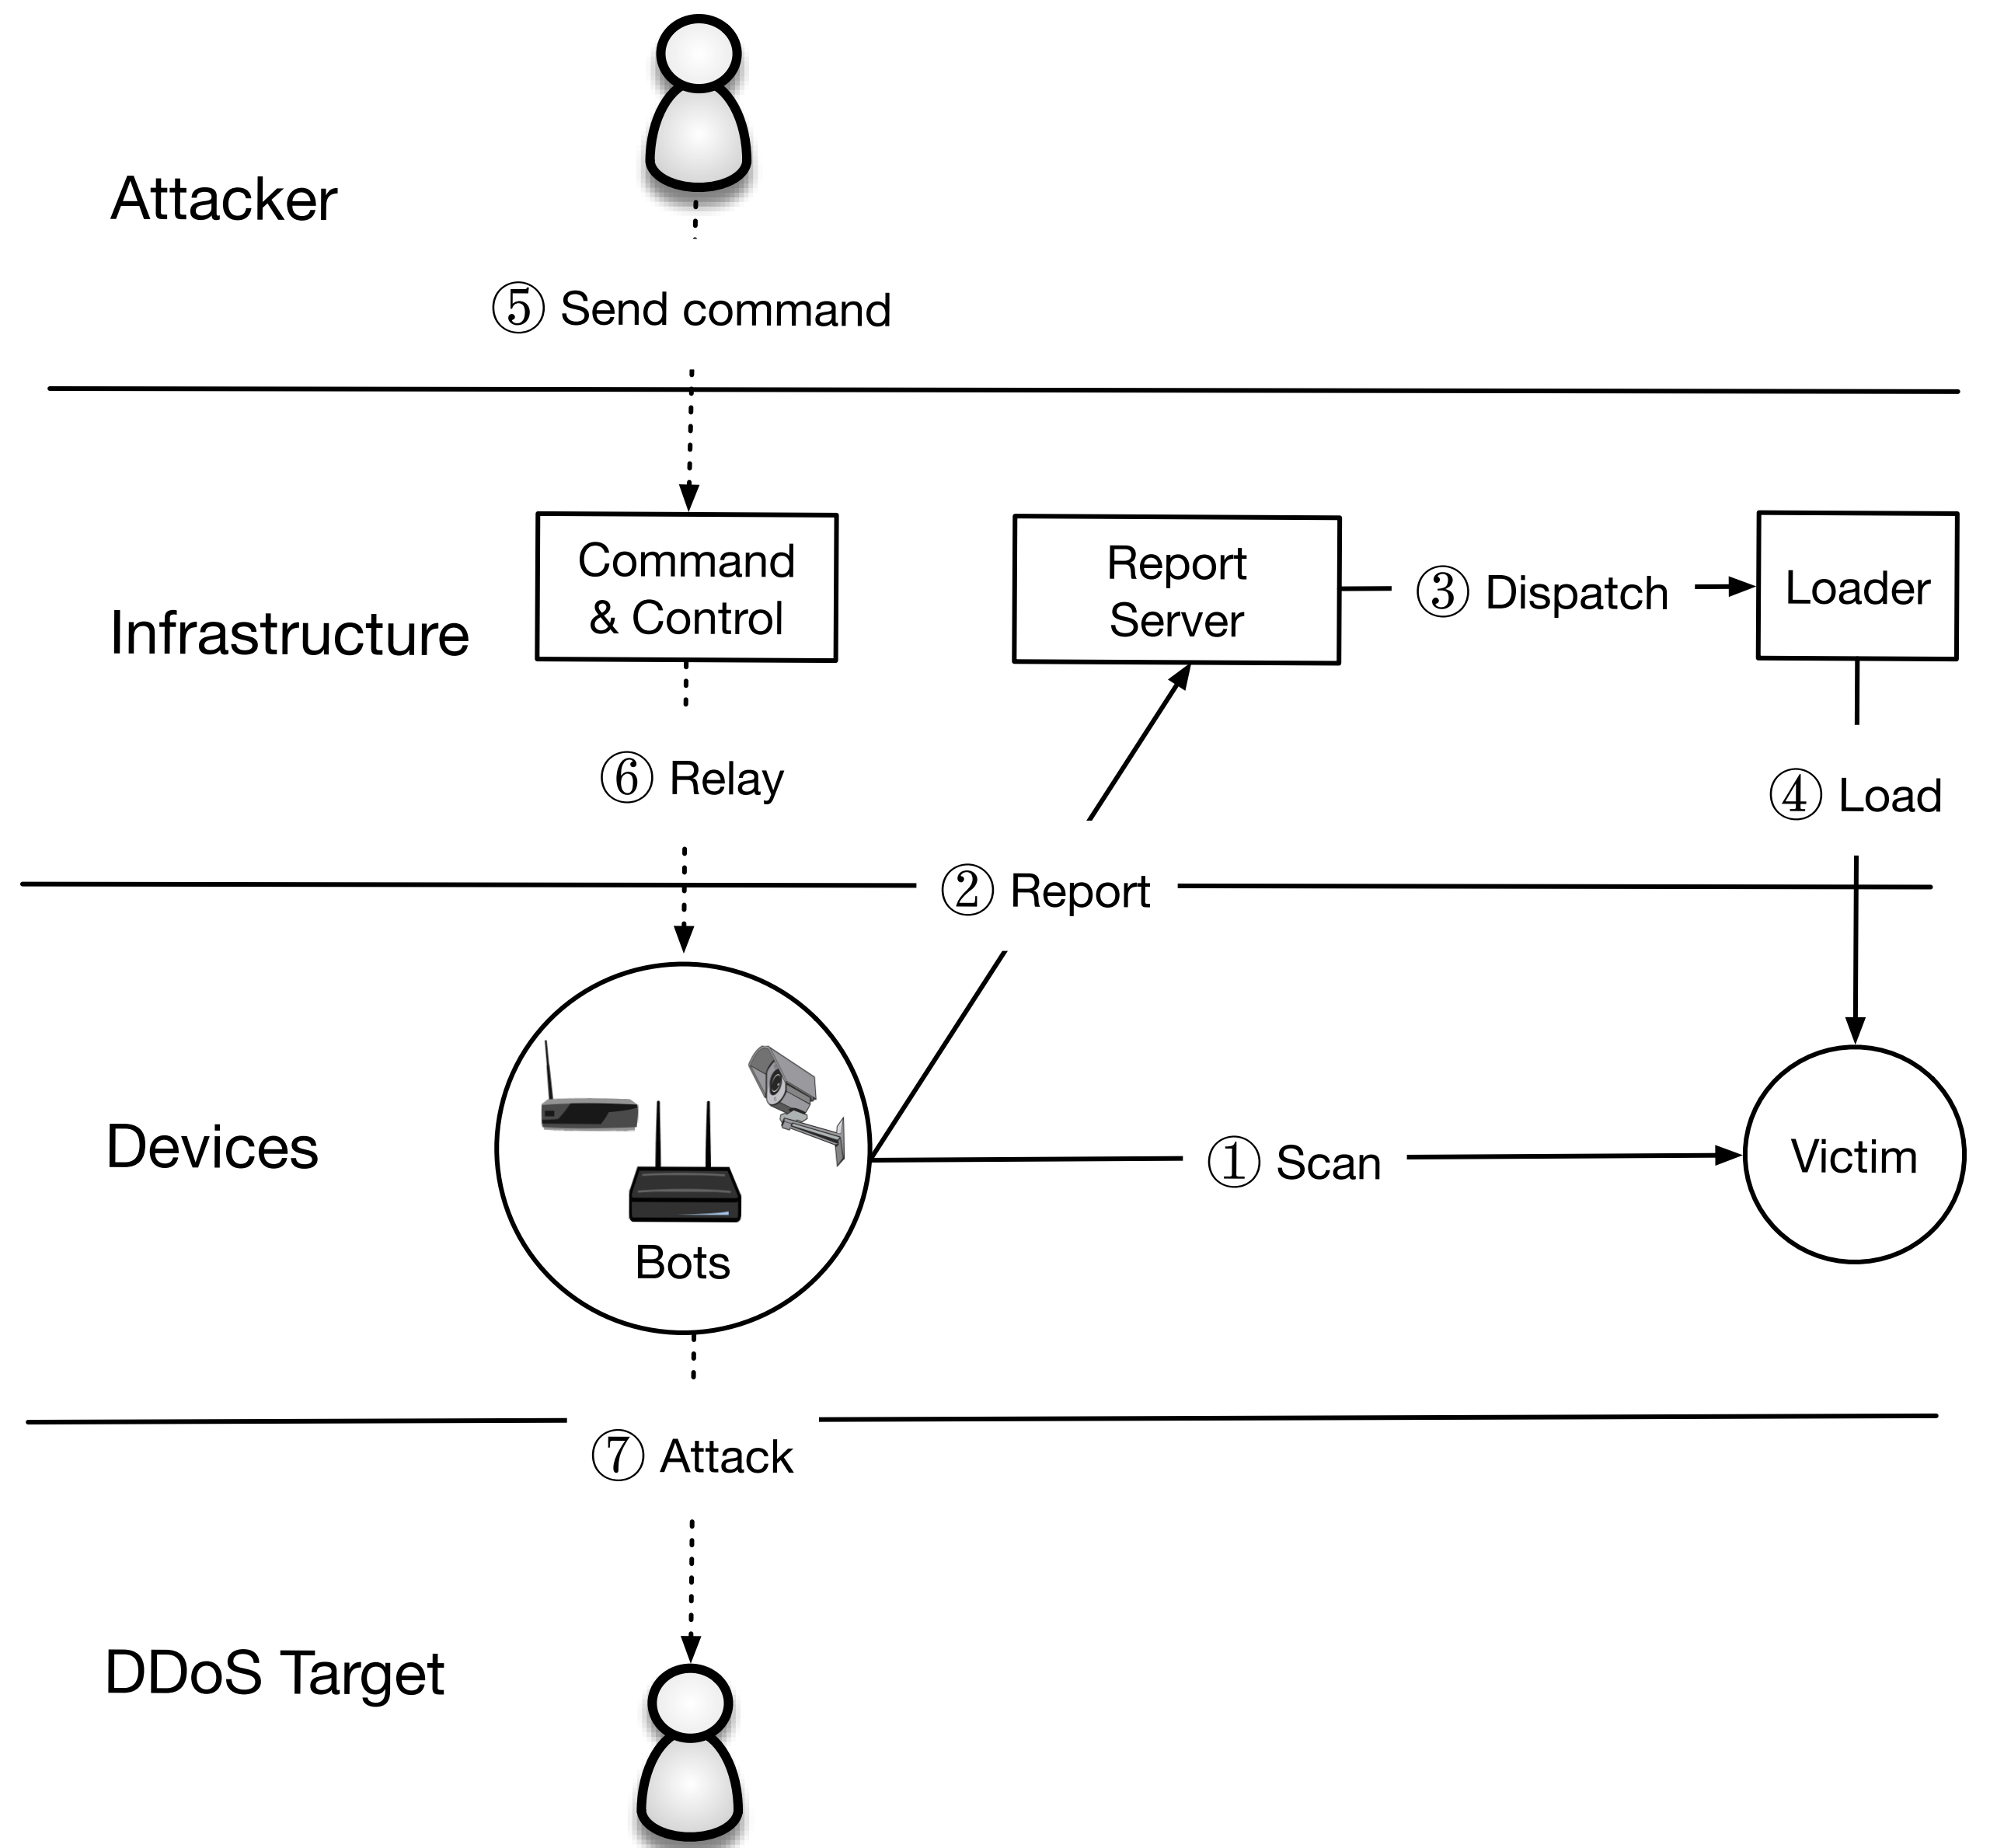 Attacker
⑤ Send command
Infrastructure
Command
& Control
Report
Server
③ Dispatch
Loader
⑥ Relay
④ Load
② Report
Devices
Bots
① Scan
Victim
⑦ Attack
DDoS Target